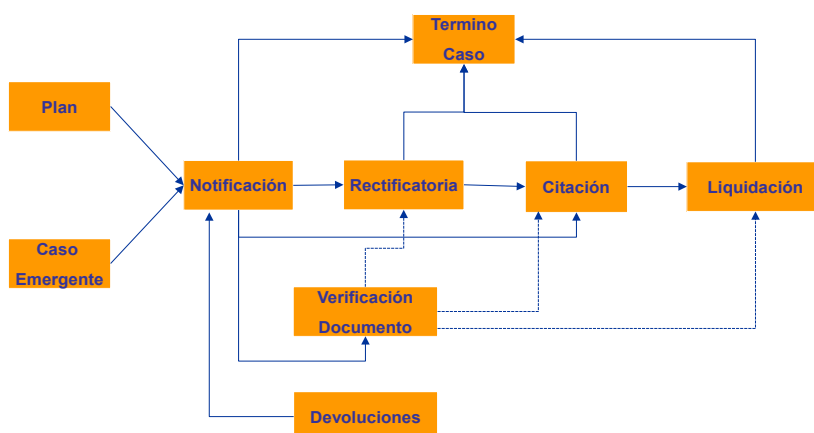 Termino
Caso
Plan
Notificación
Rectificatoria
Citación
Liquidación
Caso
Emergente
Verificación
Documento
Devoluciones